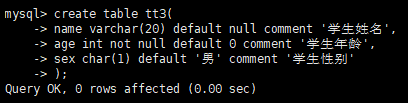 mysql> create table tt3(
    -> name varchar(20) default null comment '学生姓名',
    -> age int not null default 0 comment '学生年龄',
    -> sex char(1) default '男' comment '学生性别'
    -> );
Query OK, 0 rows affected (0.00 sec)